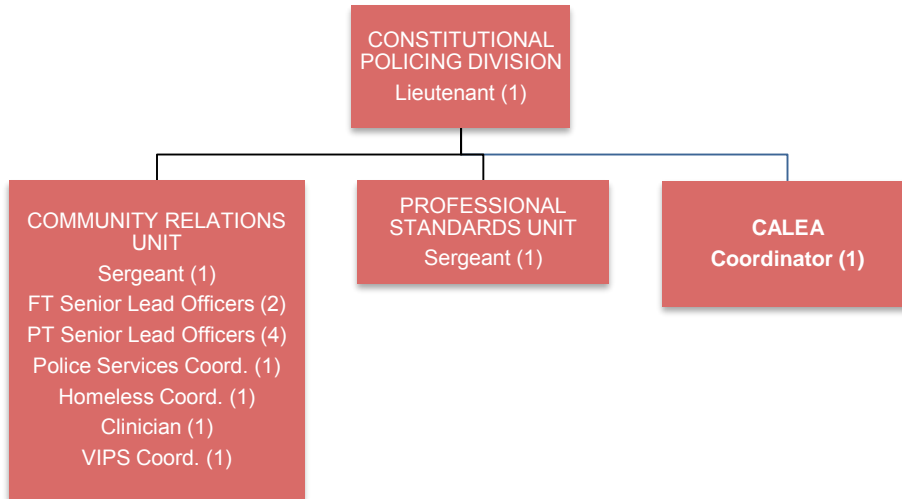 CONSTITUTIONAL
POLICING DIVISION
Lieutenant (1)
COMMUNITY RELATIONS
UNIT
Sergeant (1)
FT Senior Lead Officers (2)
PT Senior Lead Officers (4)
Police Services Coord. (1)
Homeless Coord. (1)
Clinician (1)
VIPS Coord. (1)
PROFESSIONAL
STANDARDS UNIT
Sergeant (1)
CALEA
Coordinator (1)